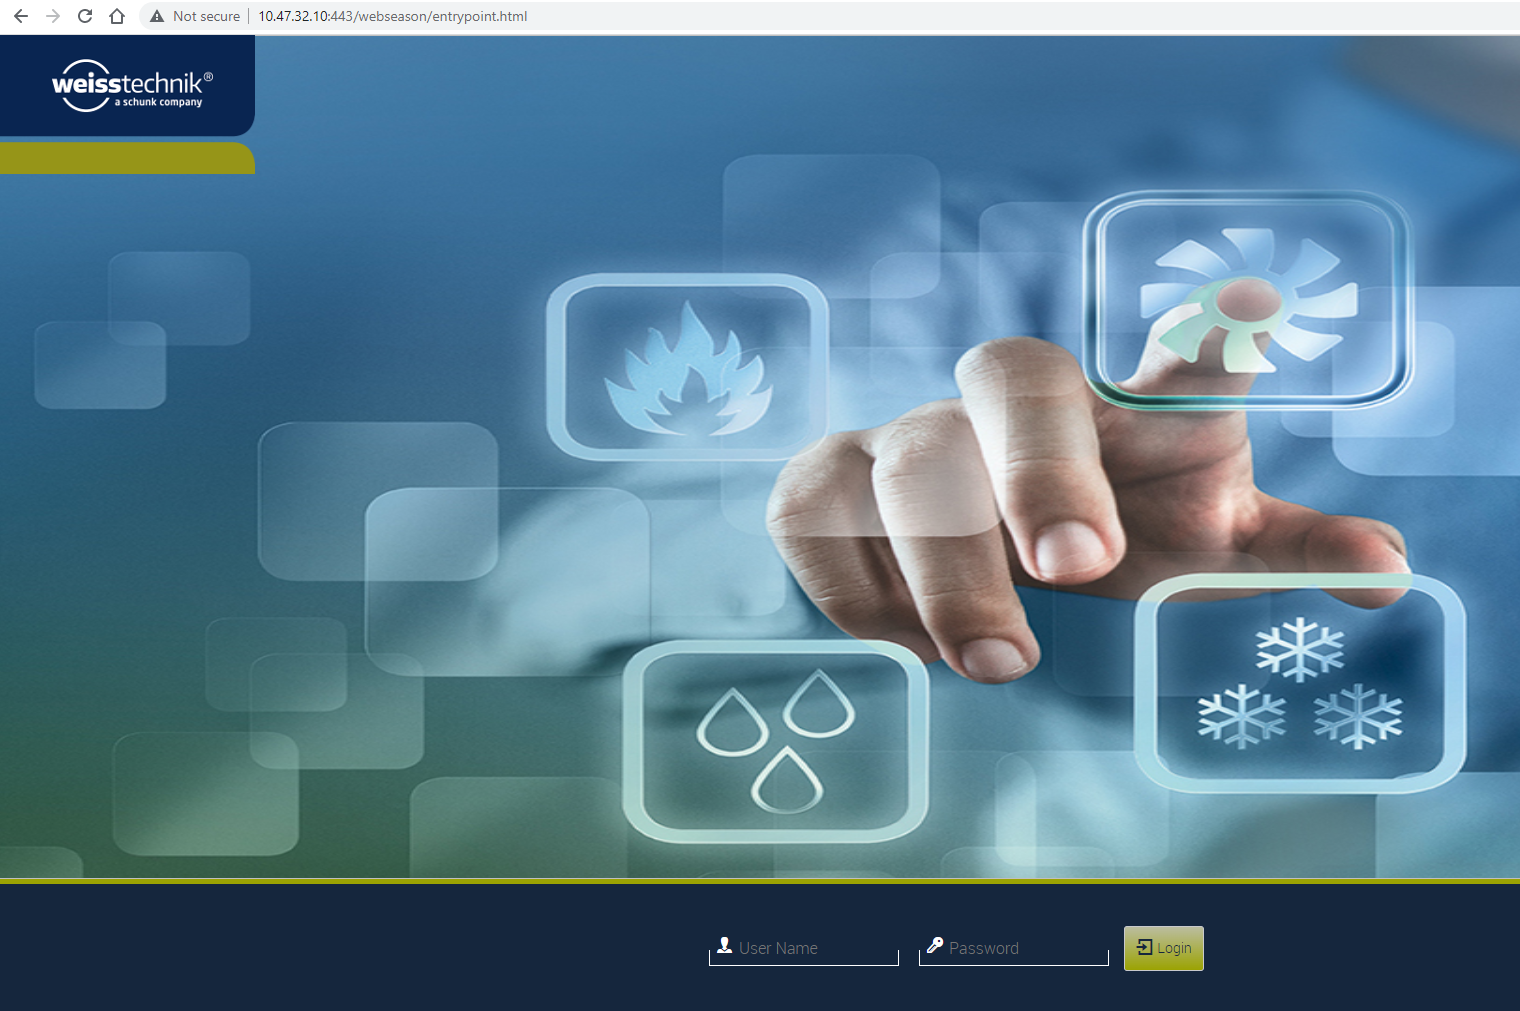 Not secure
10.47.32.10:443/webseason/entrypoint.html
weisstechnik®
a schunk company
User Name
Password
Login